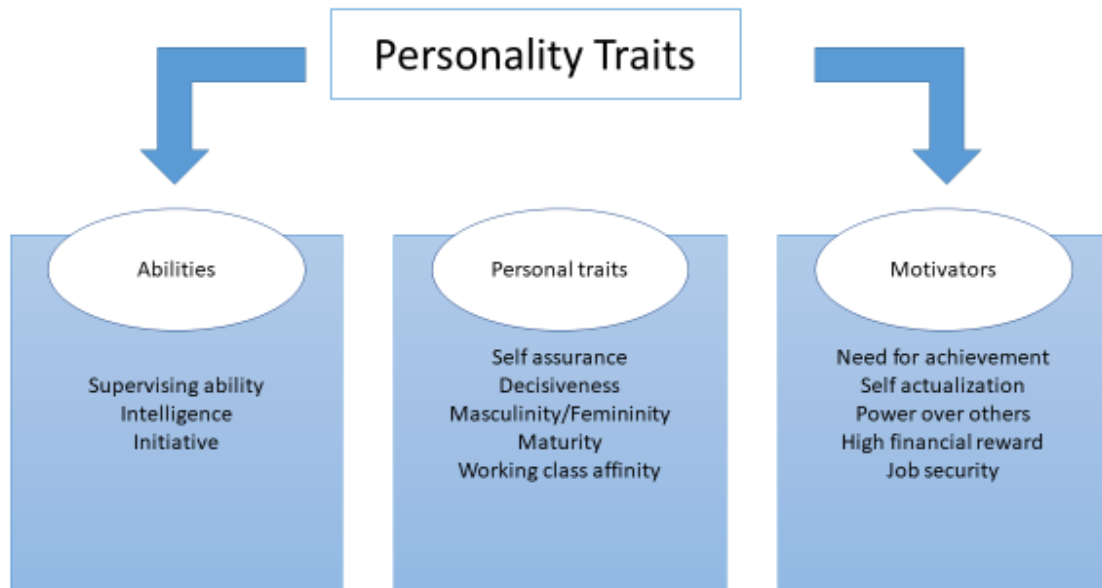 Personality Traits
Abilities
Supervising ability
Intelligence
Initiative
Personal traits
Self assurance
Decisiveness
Masculinity/Femininity
Maturity
Working class affinity
Motivators
Need for achievement
Self actualization
Power over others
High financial reward
Job security